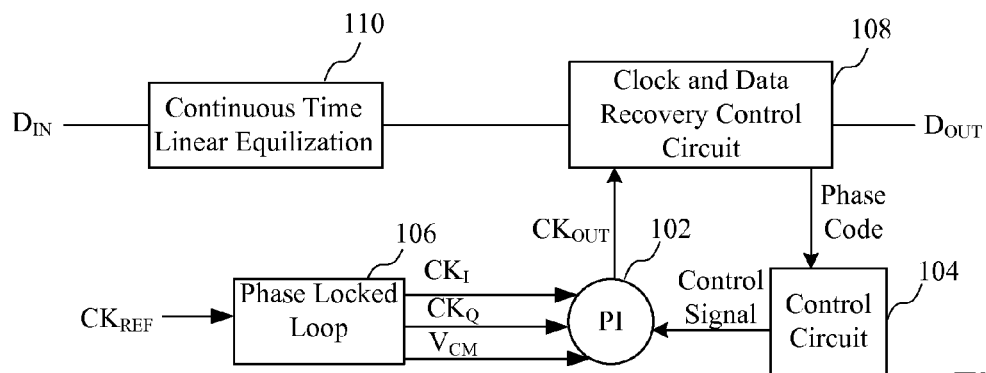 110
108
D_IN
Continuous Time
Linear Equilization
Clock and Data
Recovery Control
Circuit
D_OUT
CK_OUT
Phase
Code
106
102
104
CK_REF
Phase Locked
Loop
CK_I
CK_Q
V_CM
PI
Control
Signal
Control
Circuit